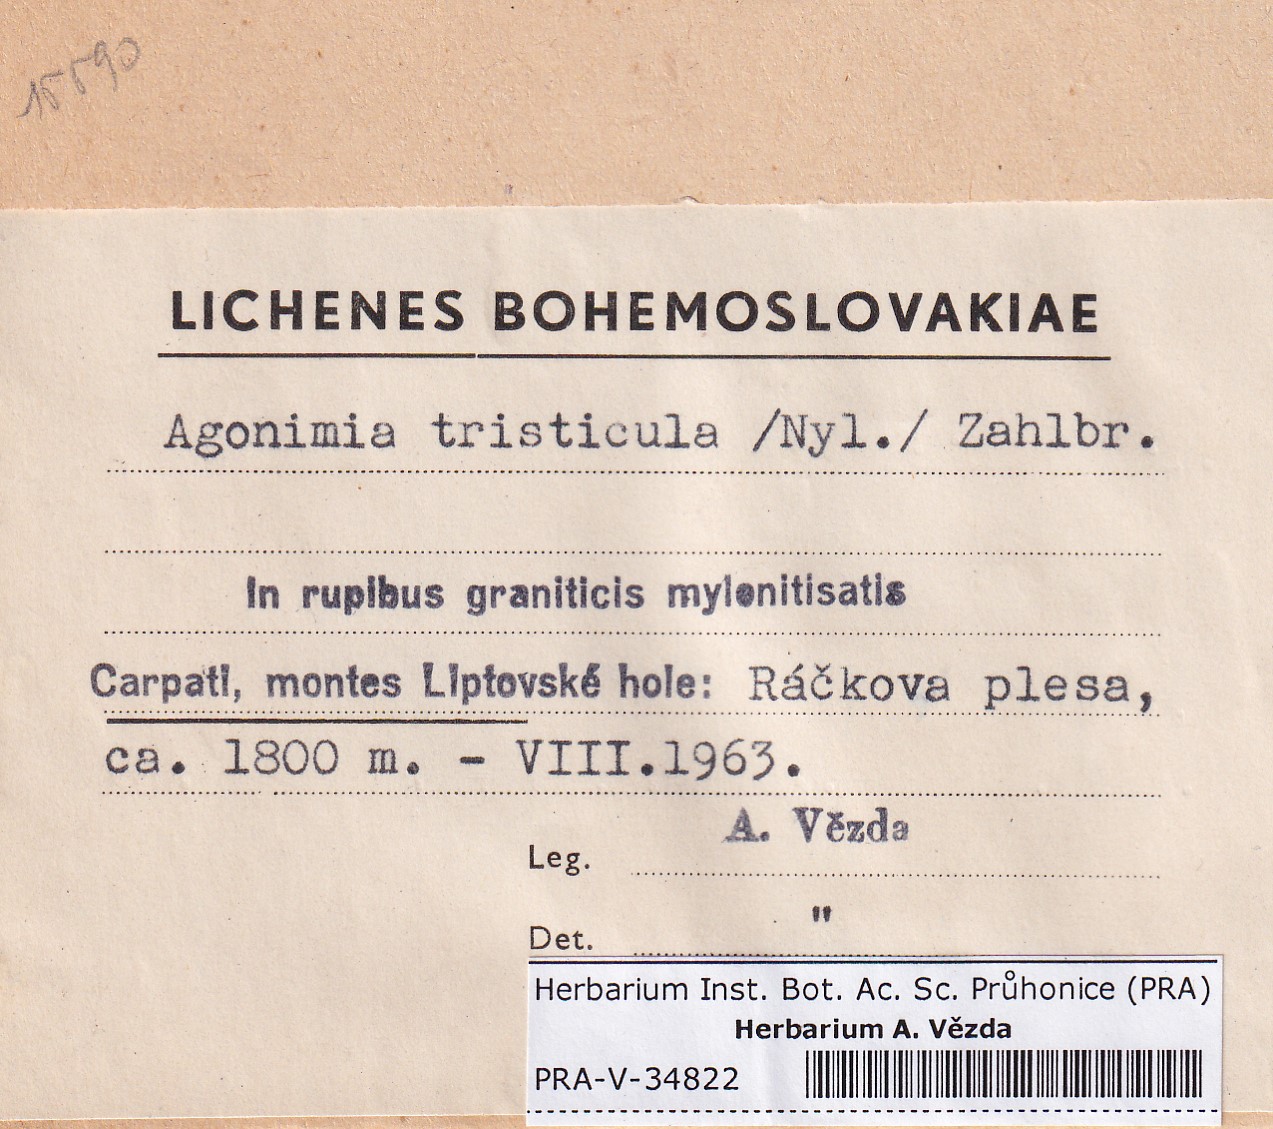 15590
LICHENES BOHEMOSLOVAKIAE
Agonimia tristicula /Nyl./ Zahlbr.
In rupibus graniticis mylonitisatis
Carpati, montes Liptovské hole: Ráčkova plesa,
ca. 1800 m. - VIII.1963.
A. Vězda
Leg.
"
Det.
Herbarium Inst. Bot. Ac. Sc. Průhonice (PRA)
Herbarium A. Vězda
PRA-V-34822